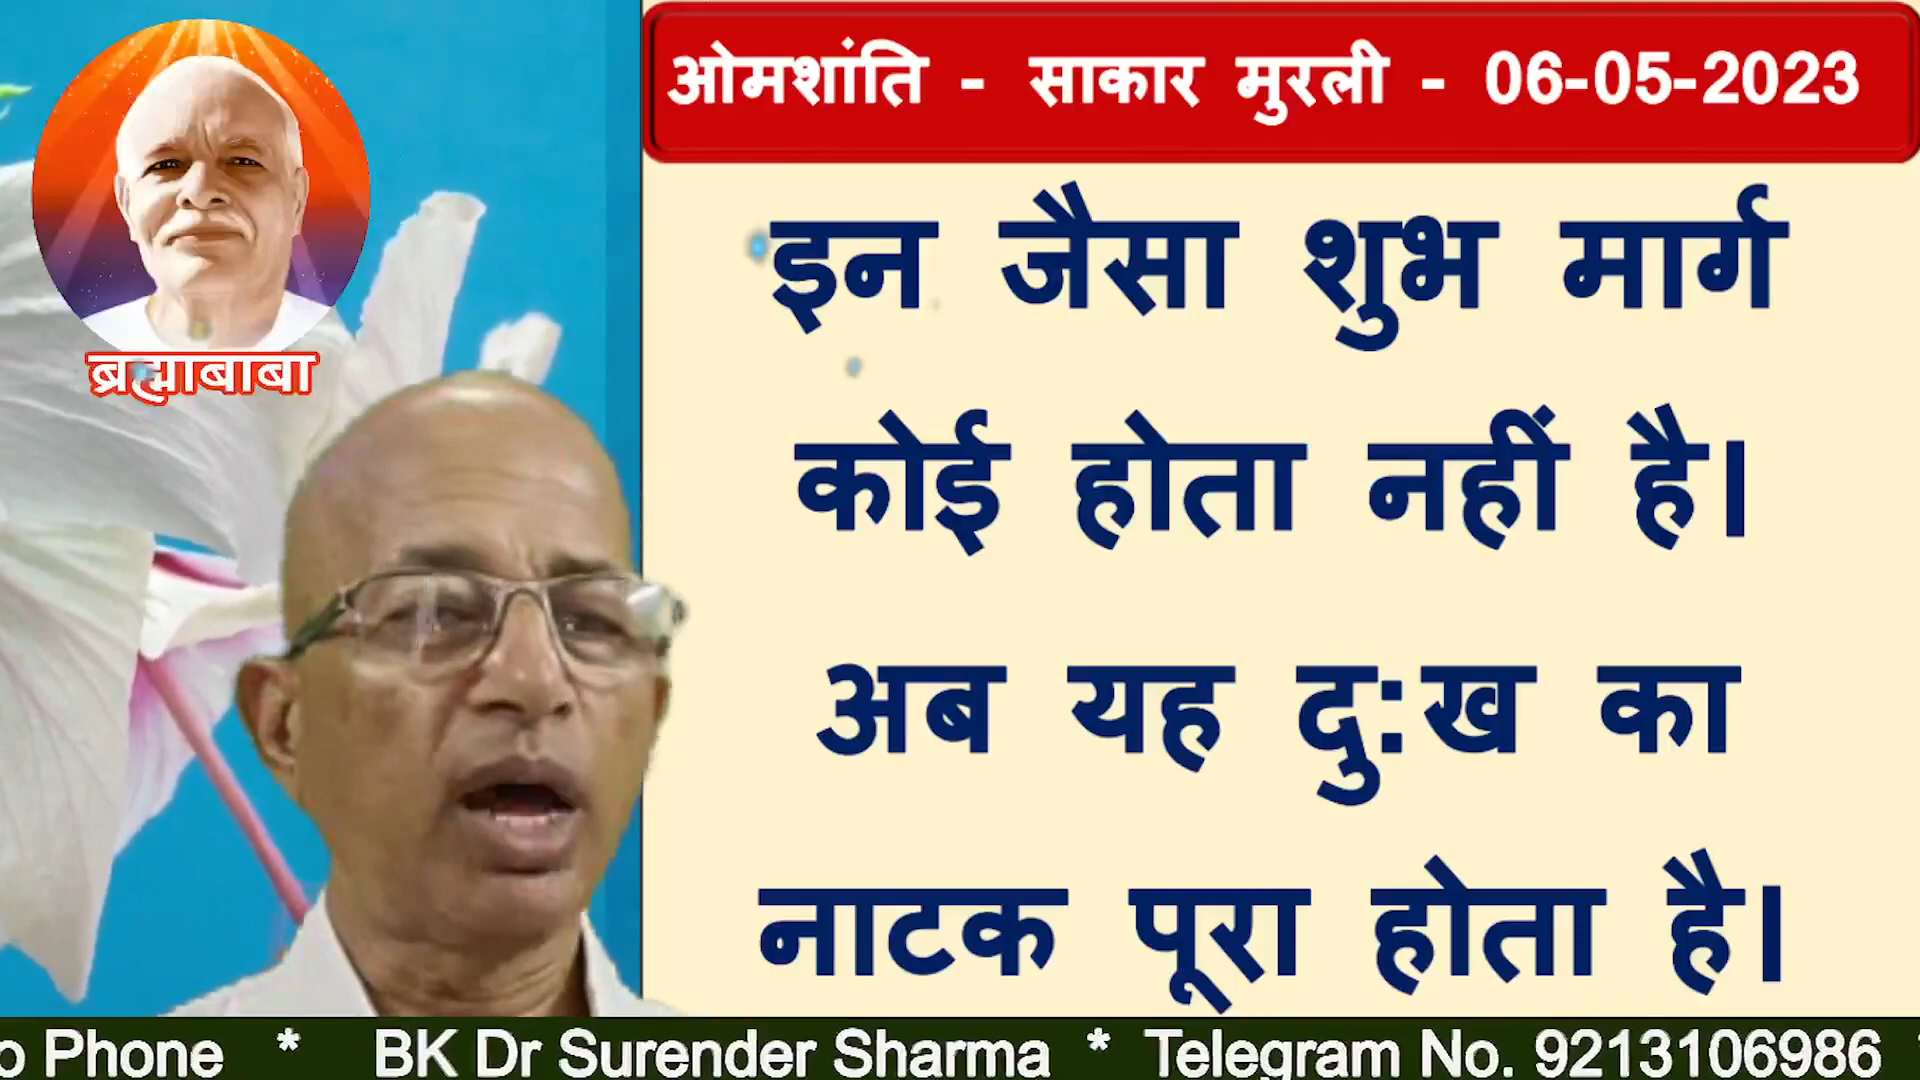 ओमशांति - साकार मुरली - 06-05-2023
ब्रह्माबाबा
इन जैसा शुभ मार्ग
कोई होता नहीं है।
अब यह दु:ख का
नाटक पूरा होता है।
o Phone * BK Dr Surender Sharma * Telegram No. 9213106986